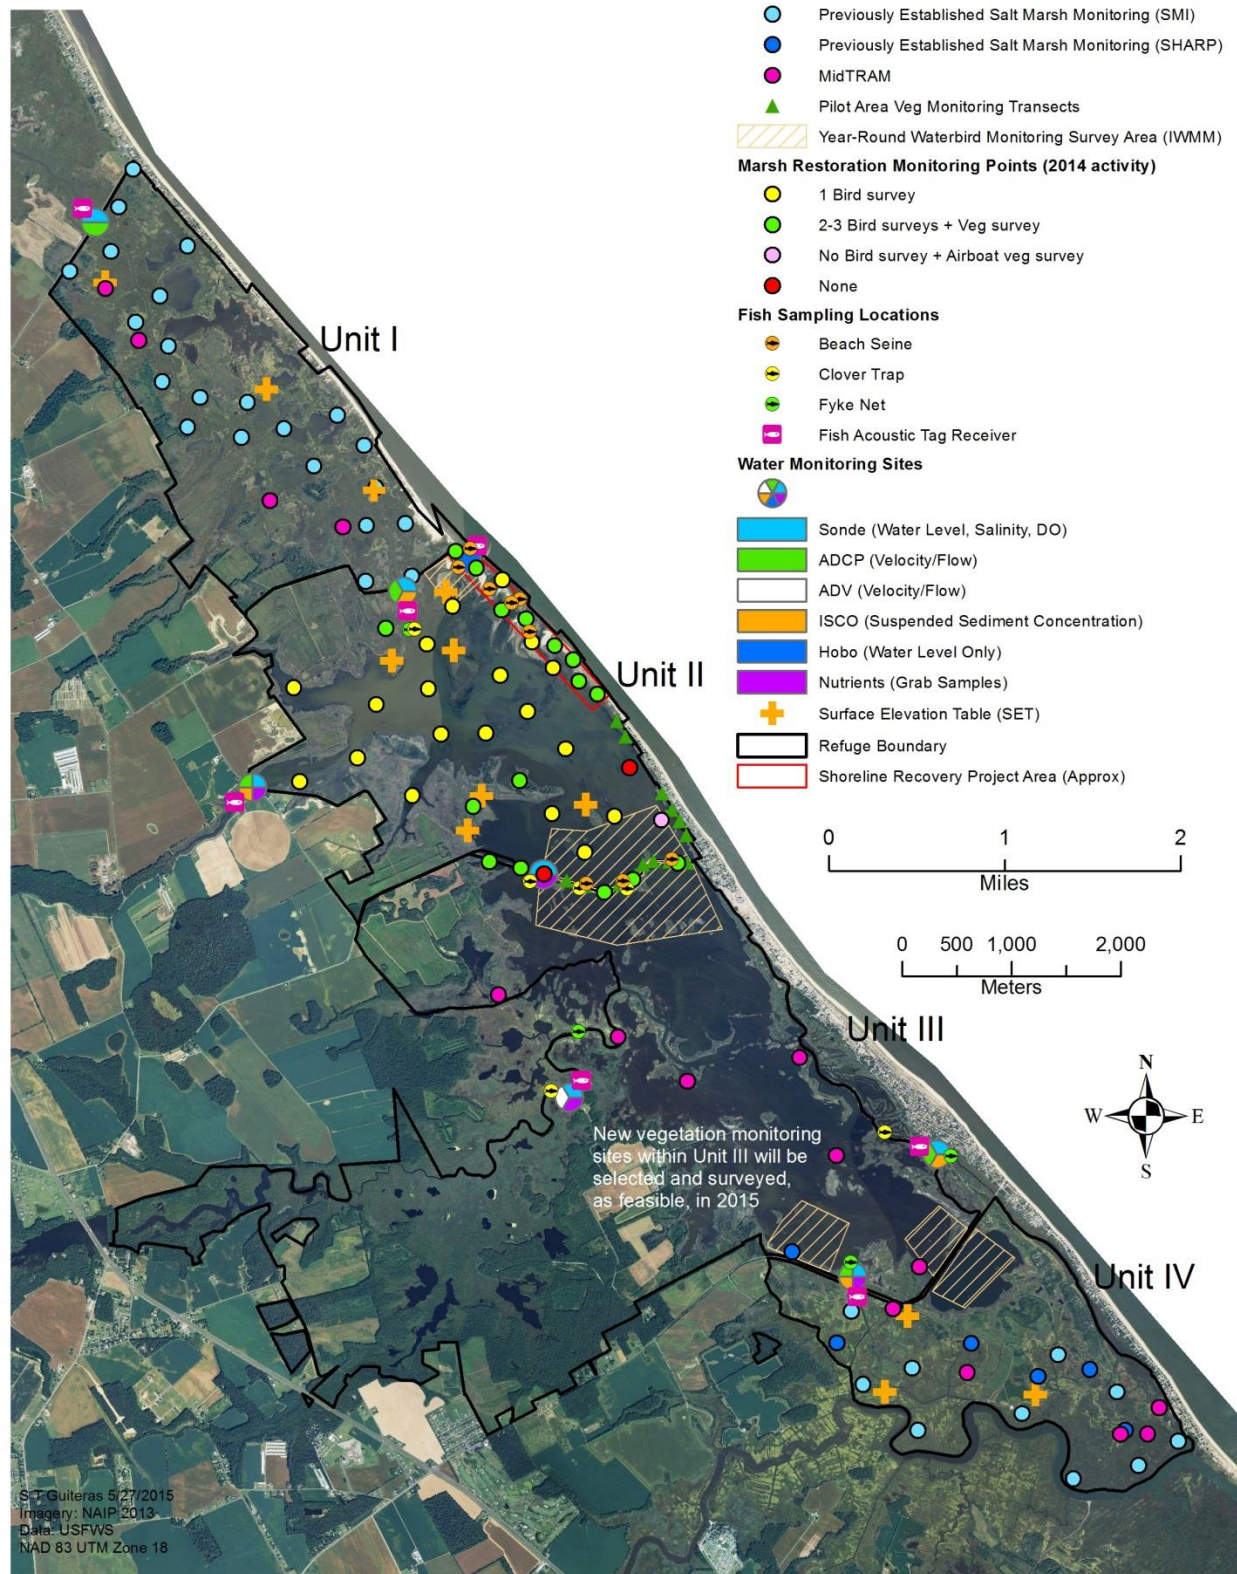 Previously Established Salt Marsh Monitoring (SMI)
Previously Established Salt Marsh Monitoring (SHARP)
MidTRAM
Pilot Area Veg Monitoring Transects
Year-Round Waterbird Monitoring Survey Area (IWMM)
Marsh Restoration Monitoring Points (2014 activity)
1 Bird survey
2-3 Bird surveys + Veg survey
No Bird survey + Airboat veg survey
None
Fish Sampling Locations
Beach Seine
Clover Trap
Fyke Net
Fish Acoustic Tag Receiver
Water Monitoring Sites
Sonde (Water Level, Salinity, DO)
ADCP (Velocity/Flow)
ADV (Velocity/Flow)
ISCO (Suspended Sediment Concentration)
Hobo (Water Level Only)
Nutrients (Grab Samples)
Surface Elevation Table (SET)
Refuge Boundary
Shoreline Recovery Project Area (Approx)
0 1 2
Miles
0 500 1,000 2,000
Meters
Unit I
Unit II
Unit III
Unit IV
N
W E
S
New vegetation monitoring
sites within Unit III will be
selected and surveyed,
as feasible, in 2015
S T Guiteras 5/27/2015
Imagery: NAIP 2013
Data: USFWS
NAD 83 UTM Zone 18